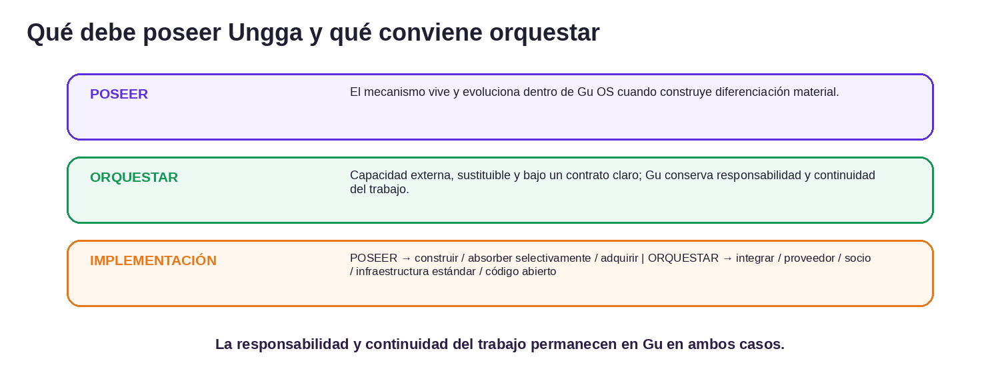 Qué debe poseer Ungga y qué conviene orquestar
POSEER
El mecanismo vive y evoluciona dentro de Gu OS cuando construye diferenciación material.
ORQUESTAR
Capacidad externa, sustituible y bajo un contrato claro; Gu conserva responsabilidad y continuidad
del trabajo.
IMPLEMENTACIÓN
POSEER → construir / absorber selectivamente / adquirir | ORQUESTAR → integrar / proveedor / socio
/ infraestructura estándar / código abierto
La responsabilidad y continuidad del trabajo permanecen en Gu en ambos casos.